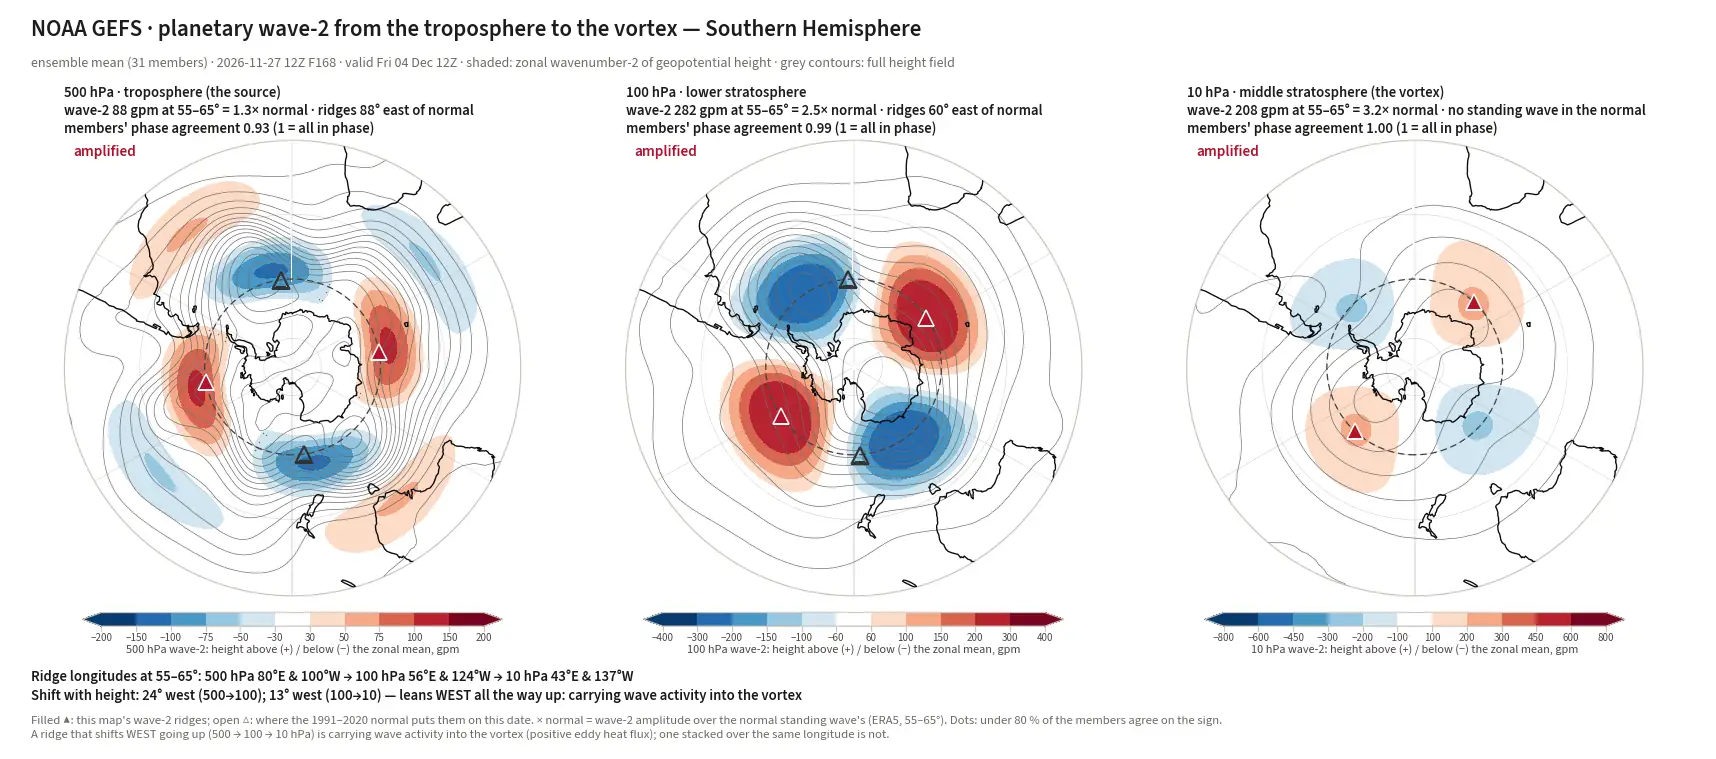 NOAA GEFS · planetary wave-2 from the troposphere to the vortex — Southern Hemisphere
ensemble mean (31 members) · 2026-11-27 12Z F168 · valid Fri 04 Dec 12Z · shaded: zonal wavenumber-2 of geopotential height · grey contours: full height field
500 hPa · troposphere (the source)
wave-2 88 gpm at 55–65° = 1.3× normal · ridges 88° east of normal
members' phase agreement 0.93 (1 = all in phase)
amplified
100 hPa · lower stratosphere
wave-2 282 gpm at 55–65° = 2.5× normal · ridges 60° east of normal
members' phase agreement 0.99 (1 = all in phase)
amplified
10 hPa · middle stratosphere (the vortex)
wave-2 208 gpm at 55–65° = 3.2× normal · no standing wave in the normal
members' phase agreement 1.00 (1 = all in phase)
amplified
−200 −150 −100 −75 −50 −30 30 50 75 100 150 200
500 hPa wave-2: height above (+) / below (−) the zonal mean, gpm
−400 −300 −200 −150 −100 −60 60 100 150 200 300 400
100 hPa wave-2: height above (+) / below (−) the zonal mean, gpm
−800 −600 −450 −300 −200 −100 100 200 300 450 600 800
10 hPa wave-2: height above (+) / below (−) the zonal mean, gpm
Ridge longitudes at 55–65°: 500 hPa 80°E & 100°W → 100 hPa 56°E & 124°W → 10 hPa 43°E & 137°W
Shift with height: 24° west (500→100); 13° west (100→10) — leans WEST all the way up: carrying wave activity into the vortex
Filled ▲: this map's wave-2 ridges; open △: where the 1991–2020 normal puts them on this date. × normal = wave-2 amplitude over the normal standing wave's (ERA5, 55–65°). Dots: under 80 % of the members agree on the sign.
A ridge that shifts WEST going up (500 → 100 → 10 hPa) is carrying wave activity into the vortex (positive eddy heat flux); one stacked over the same longitude is not.